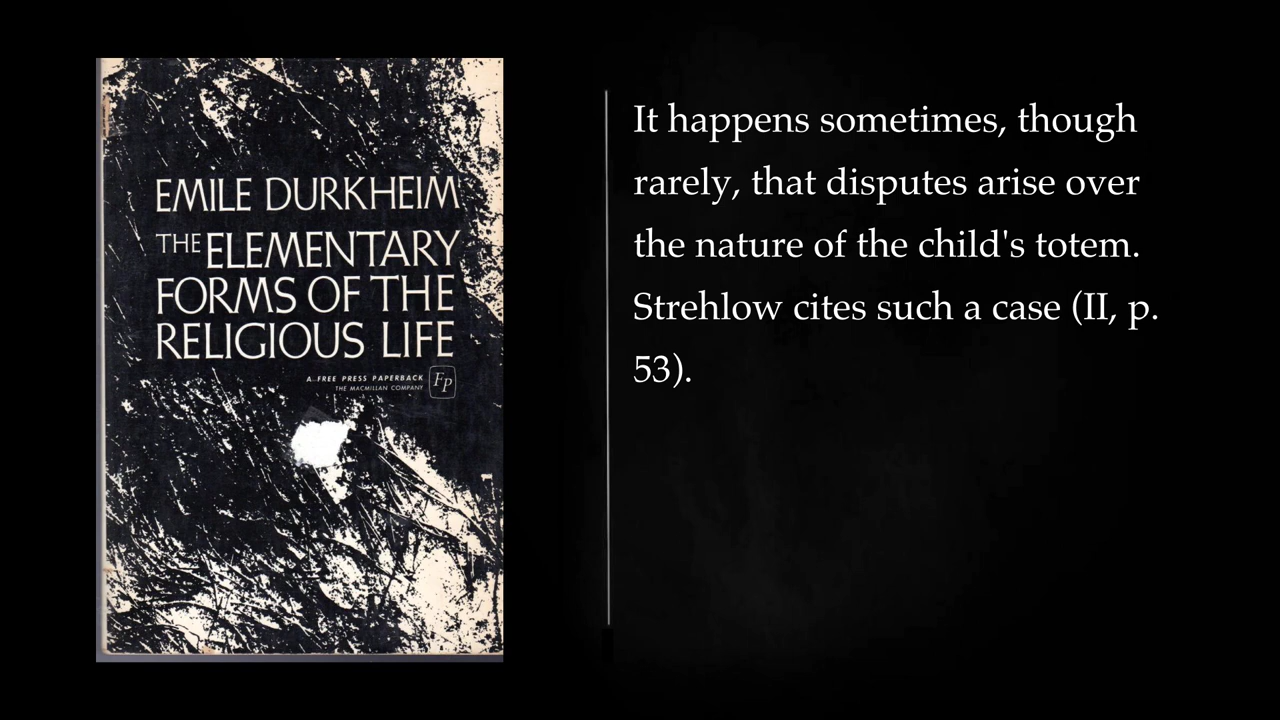 EMILE DURKHEIM
THE ELEMENTARY
FORMS OF THE
RELIGIOUS LIFE
A FREE PRESS PAPERBACK
THE MACMILLAN COMPANY
FP
It happens sometimes, though
rarely, that disputes arise over
the nature of the child's totem.
Strehlow cites such a case (II, p.
53).